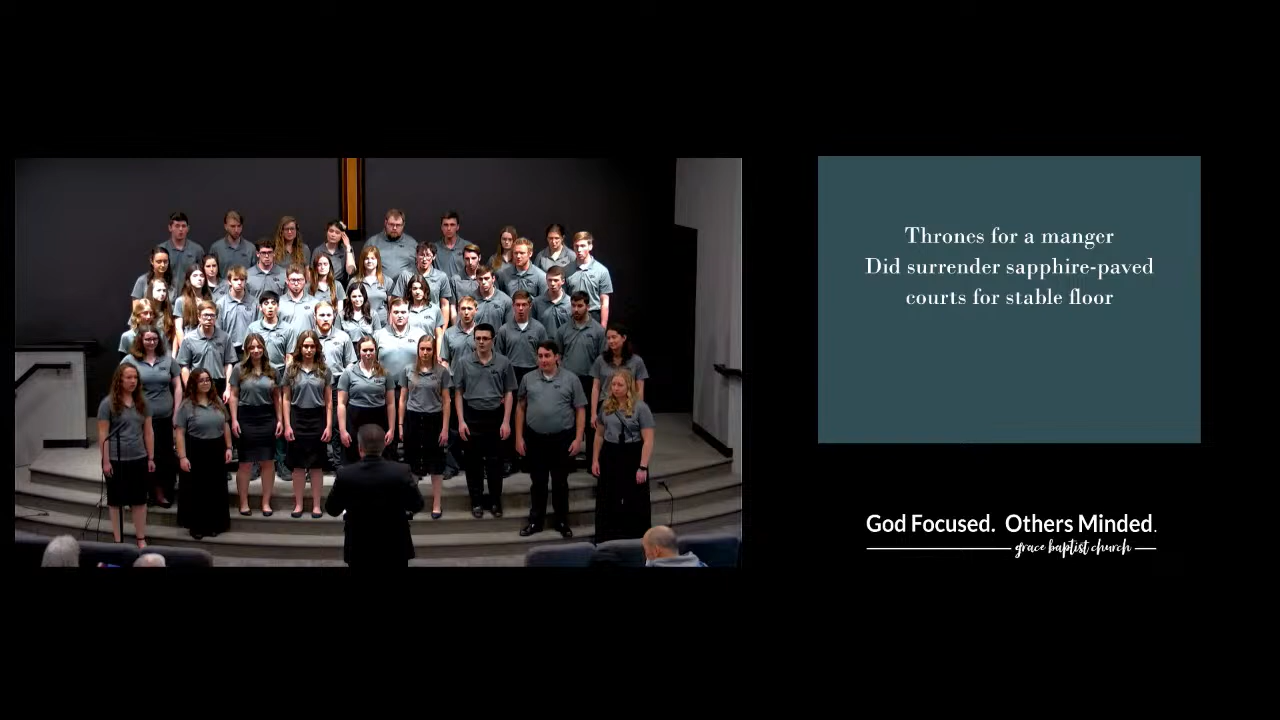 Thrones for a manger
Did surrender sapphire-paved
courts for stable floor
God Focused. Others Minded.
grace baptist church